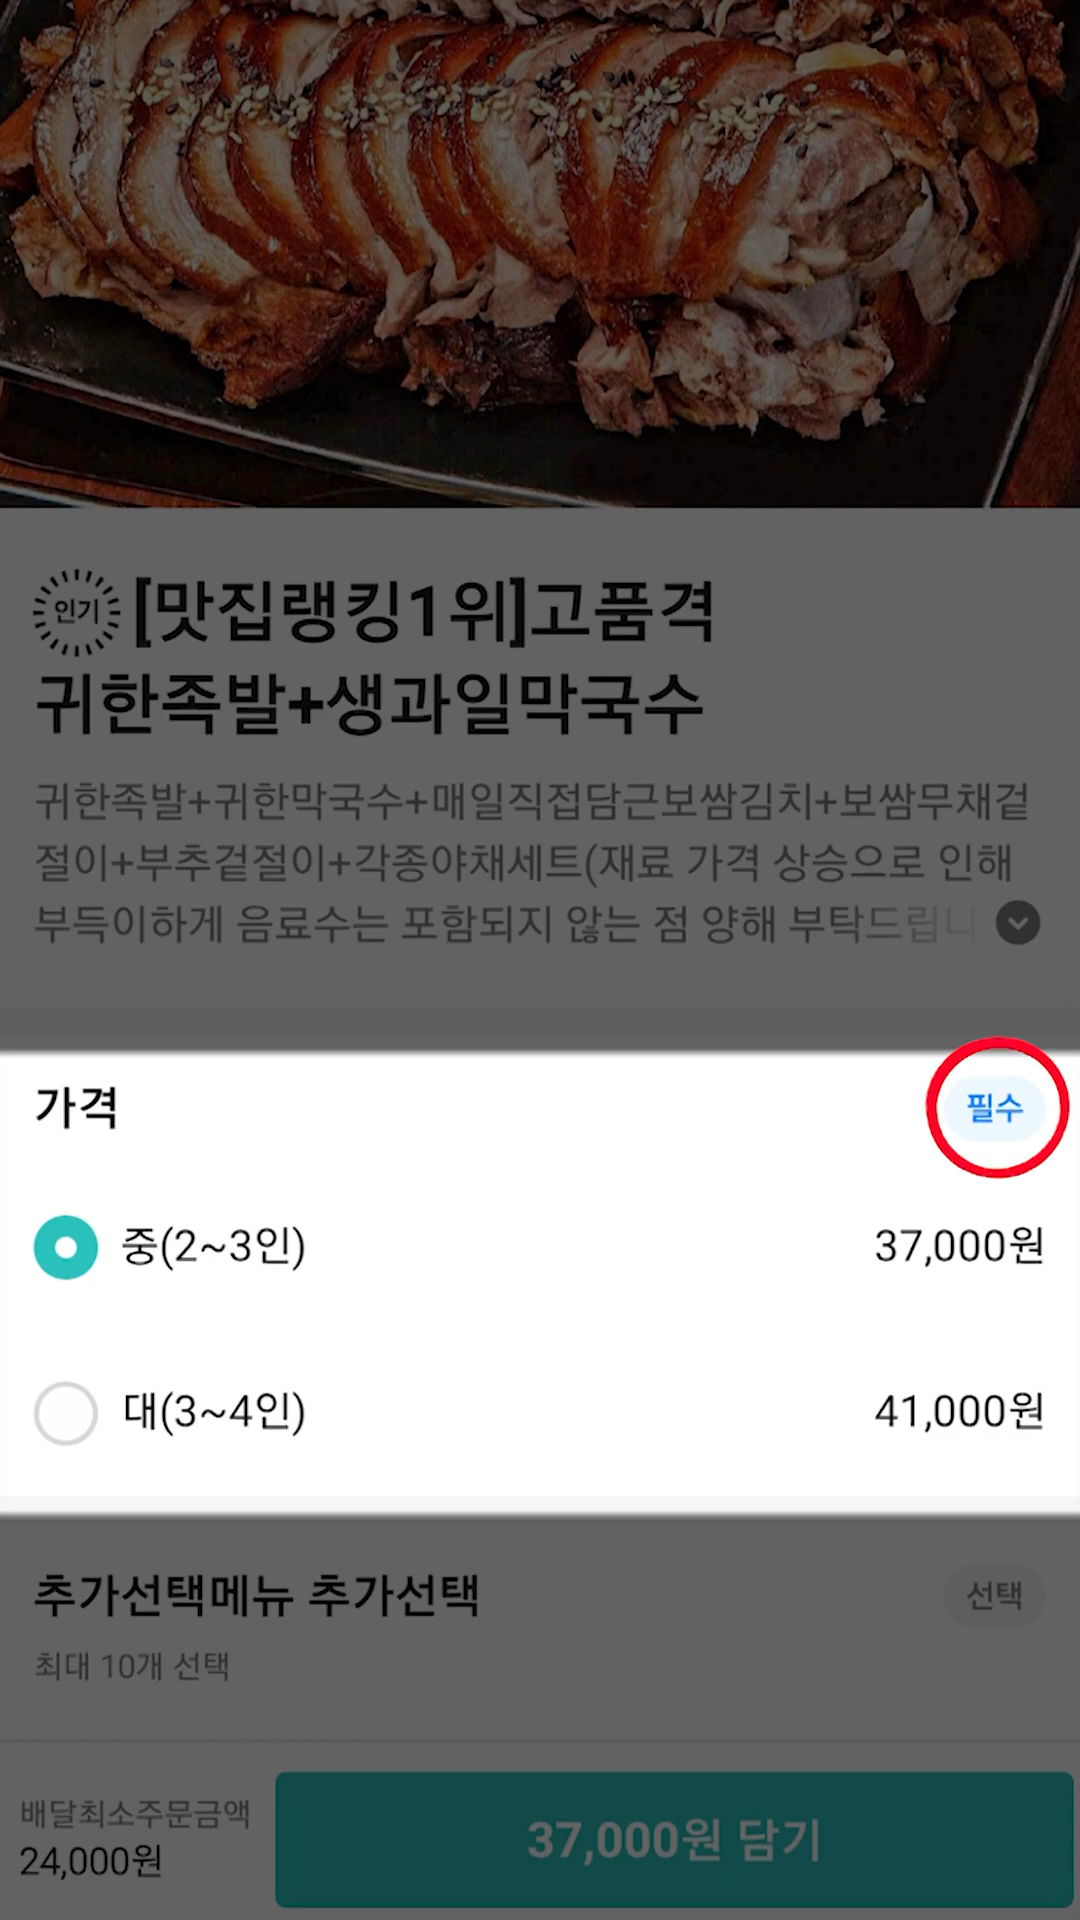 인기 [맛집랭킹1위]고품격
귀한족발+생과일막국수
귀한족발+귀한막국수+매일직접담근보쌈김치+보쌈무채겉
절이+부추겉절이+각종야채세트(재료 가격 상승으로 인해
부득이하게 음료수는 포함되지 않는 점 양해 부탁드립니
가격 필수
중(2~3인) 37,000원
대(3~4인) 41,000원
추가선택메뉴 추가선택 선택
최대 10개 선택
배달최소주문금액
24,000원
37,000원 담기